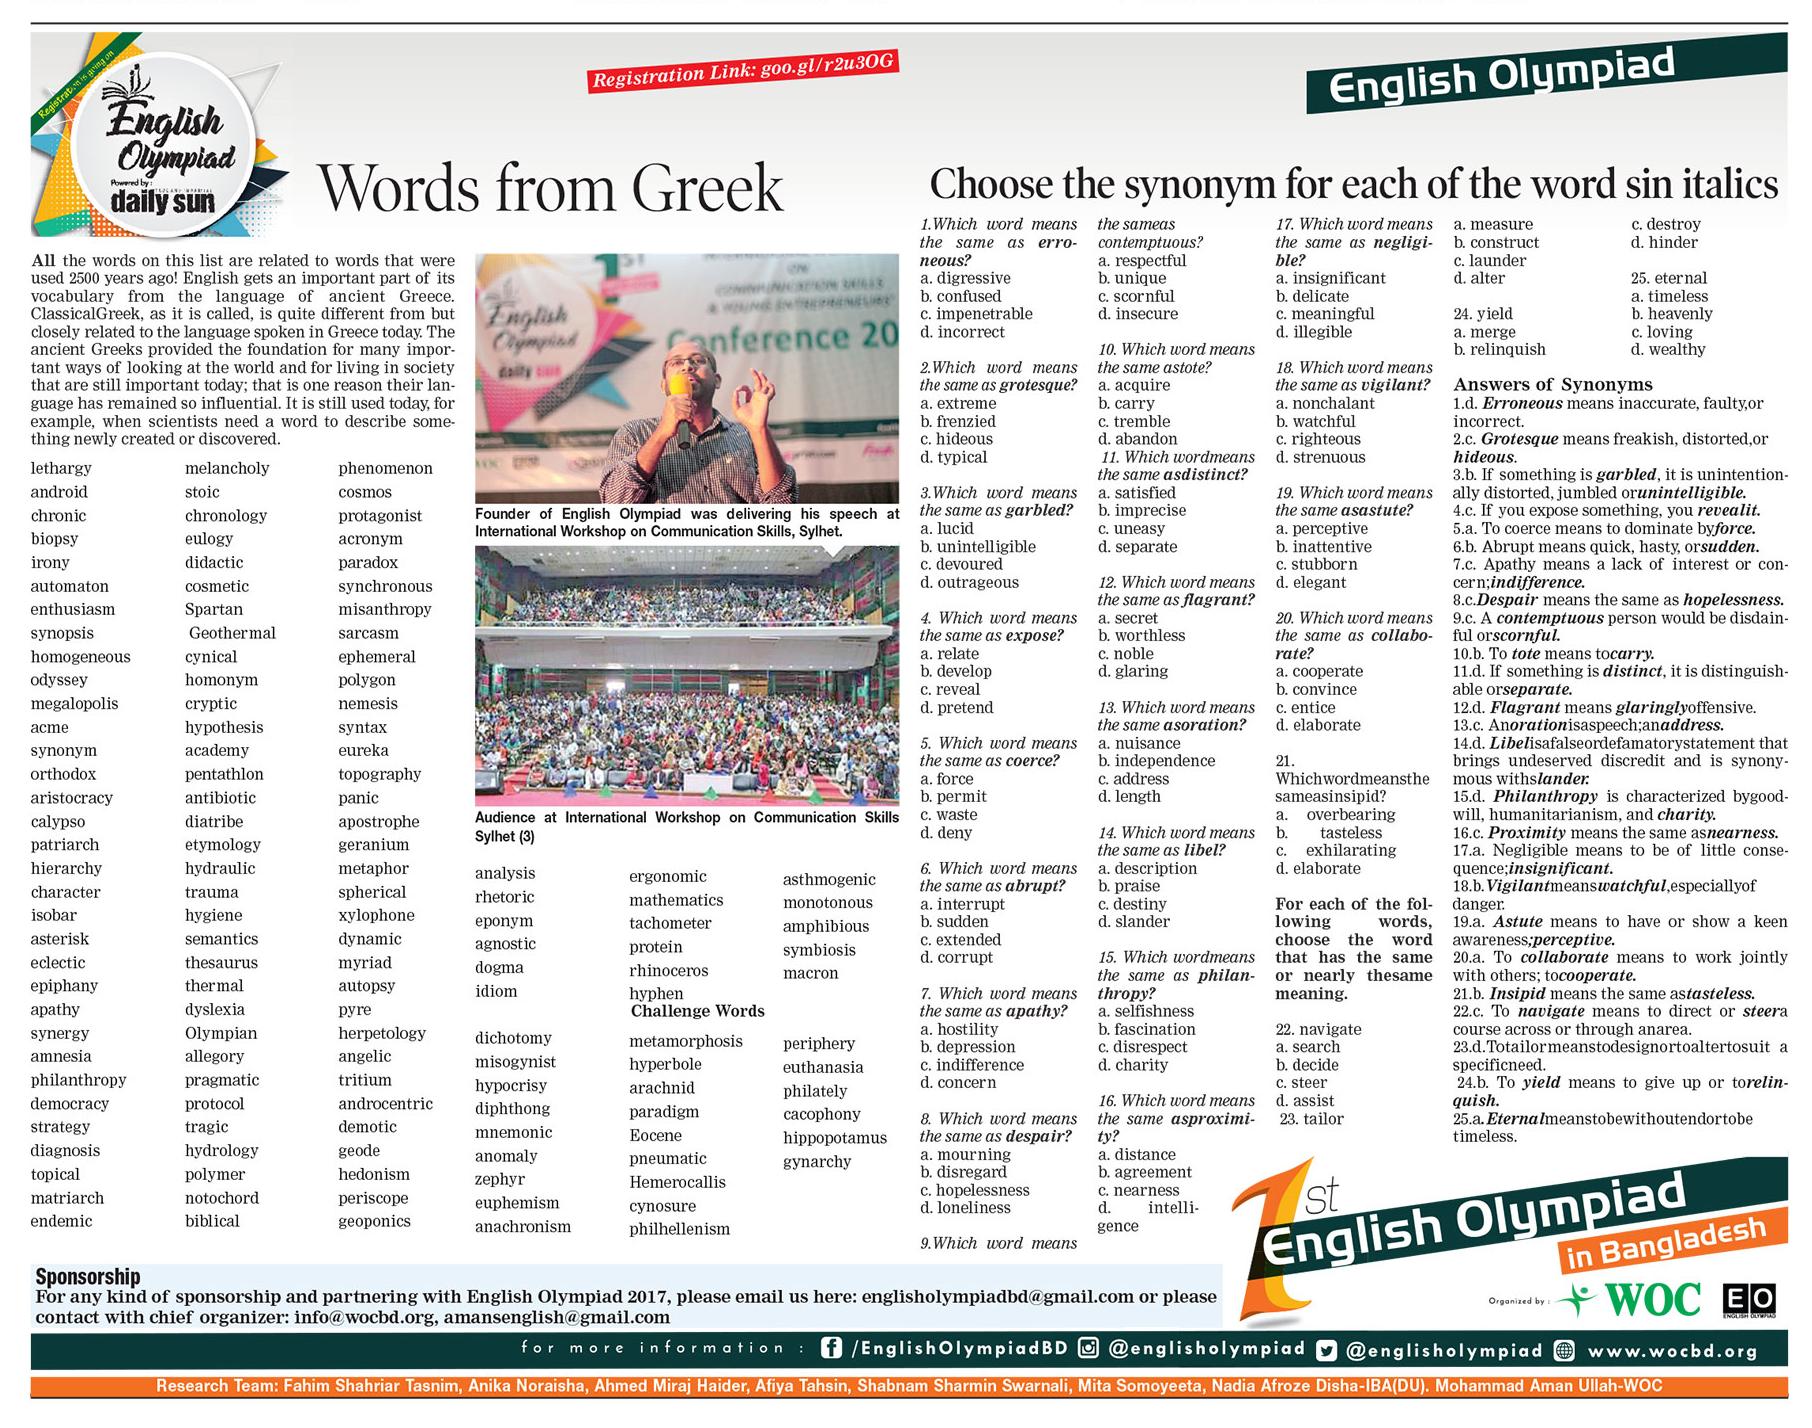 Registration is going on
English
Olympiad
Powered by :
daily sun
Registration Link: goo.gl/r2u3OG
English Olympiad
Words from Greek
All the words on this list are related to words that were
used 2500 years ago! English gets an important part of its
vocabulary from the language of ancient Greece.
ClassicalGreek, as it is called, is quite different from but
closely related to the language spoken in Greece today. The
ancient Greeks provided the foundation for many impor-
tant ways of looking at the world and for living in society
that are still important today; that is one reason their lan-
guage has remained so influential. It is still used today, for
example, when scientists need a word to describe some-
thing newly created or discovered.
lethargy
android
chronic
biopsy
irony
automaton
enthusiasm
synopsis
homogeneous
odyssey
megalopolis
acme
synonym
orthodox
aristocracy
calypso
patriarch
hierarchy
character
isobar
asterisk
eclectic
epiphany
apathy
synergy
amnesia
philanthropy
democracy
strategy
diagnosis
topical
matriarch
endemic
melancholy
stoic
chronology
eulogy
didactic
cosmetic
Spartan
Geothermal
cynical
homonym
cryptic
hypothesis
academy
pentathlon
antibiotic
diatribe
etymology
hydraulic
trauma
hygiene
semantics
thesaurus
thermal
dyslexia
Olympian
allegory
pragmatic
protocol
tragic
hydrology
polymer
notochord
biblical
phenomenon
cosmos
protagonist
acronym
paradox
synchronous
misanthropy
sarcasm
ephemeral
polygon
nemesis
syntax
eureka
topography
panic
apostrophe
geranium
metaphor
spherical
xylophone
dynamic
myriad
autopsy
pyre
herpetology
angelic
tritium
androcentric
demotic
geode
hedonism
periscope
geoponics
1ST
ON
COMMUNICATION SKILLS
& YOUNG ENTREPRENEURS
Conference 20
English
Olympiad
daily sun
Founder of English Olympiad was delivering his speech at
International Workshop on Communication Skills, Sylhet.
Audience at International Workshop on Communication Skills
Sylhet (3)
analysis
rhetoric
eponym
agnostic
dogma
idiom
ergonomic
mathematics
tachometer
protein
rhinoceros
hyphen
asthmogenic
monotonous
amphibious
symbiosis
macron
Challenge Words
dichotomy
misogynist
hypocrisy
diphthong
mnemonic
anomaly
zephyr
euphemism
anachronism
metamorphosis
hyperbole
arachnid
paradigm
Eocene
pneumatic
Hemerocallis
cynosure
philhellenism
periphery
euthanasia
philately
cacophony
hippopotamus
gynarchy
Choose the synonym for each of the word sin italics
1.Which word means
the same as erro-
neous?
a. digressive
b. confused
c. impenetrable
d. incorrect
2.Which word means
the same as grotesque?
a. extreme
b. frenzied
c. hideous
d. typical
3.Which word means
the same as garbled?
a. lucid
b. unintelligible
c. devoured
d. outrageous
4. Which word means
the same as expose?
a. relate
b. develop
c. reveal
d. pretend
5. Which word means
the same as coerce?
a. force
b. permit
c. waste
d. deny
6. Which word means
the same as abrupt?
a. interrupt
b. sudden
c. extended
d. corrupt
7. Which word means
the same as apathy?
a. hostility
b. depression
c. indifference
d. concern
8. Which word means
the same as despair?
a. mourning
b. disregard
c. hopelessness
d. loneliness
9.Which word means
the sameas
contemptuous?
a. respectful
b. unique
c. scornful
d. insecure
10. Which word means
the same astote?
a. acquire
b. carry
c. tremble
d. abandon
11. Which wordmeans
the same asdistinct?
a. satisfied
b. imprecise
c. uneasy
d. separate
12. Which word means
the same as flagrant?
a. secret
b. worthless
c. noble
d. glaring
13. Which word means
the same asoration?
a. nuisance
b. independence
c. address
d. length
14. Which word means
the same as libel?
a. description
b. praise
c. destiny
d. slander
15. Which wordmeans
the same as philan-
thropy?
a. selfishness
b. fascination
c. disrespect
d. charity
16. Which word means
the same asproximi-
ty?
a. distance
b. agreement
c. nearness
d. intelli-
gence
17. Which word means
the same as negligi-
ble?
a. insignificant
b. delicate
c. meaningful
d. illegible
18. Which word means
the same as vigilant?
a. nonchalant
b. watchful
c. righteous
d. strenuous
19. Which word means
the same asastute?
a. perceptive
b. inattentive
c. stubborn
d. elegant
20. Which word means
the same as collabo-
rate?
a. cooperate
b. convince
c. entice
d. elaborate
21.
Whichwordmeansthe
sameasinsipid?
a. overbearing
b. tasteless
c. exhilarating
d. elaborate
For each of the fol-
lowing words,
choose the word
that has the same
or nearly thesame
meaning.
22. navigate
a. search
b. decide
c. steer
d. assist
23. tailor
a. measure
b. construct
c. launder
d. alter
24. yield
a. merge
b. relinquish
c. destroy
d. hinder
25. eternal
a. timeless
b. heavenly
c. loving
d. wealthy
Answers of Synonyms
1.d. Erroneous means inaccurate, faulty,or
incorrect.
2.c. Grotesque means freakish, distorted,or
hideous.
3.b. If something is garbled, it is unintention-
ally distorted, jumbled orunintelligible.
4.c. If you expose something, you revealit.
5.a. To coerce means to dominate byforce.
6.b. Abrupt means quick, hasty, orsudden.
7.c. Apathy means a lack of interest or con-
cern;indifference.
8.c.Despair means the same as hopelessness.
9.c. A contemptuous person would be disdain-
ful orscornful.
10.b. To tote means tocarry.
11.d. If something is distinct, it is distinguish-
able orseparate.
12.d. Flagrant means glaringlyoffensive.
13.c. Anorationisaspeech;anaddress.
14.d. Libelisafalseordefamatorystatement that
brings undeserved discredit and is synony-
mous withslander.
15.d. Philanthropy is characterized bygood-
will, humanitarianism, and charity.
16.c. Proximity means the same asnearness.
17.a. Negligible means to be of little conse-
quence;insignificant.
18.b.Vigilantmeanswatchful,especiallyof
danger.
19.a. Astute means to have or show a keen
awareness;perceptive.
20.a. To collaborate means to work jointly
with others; tocooperate.
21.b. Insipid means the same astasteless.
22.c. To navigate means to direct or steera
course across or through anarea.
23.d.Totailormeanstodesignortoaltertosuit a
specificneed.
24.b. To yield means to give up or torelin-
quish.
25.a.Eternalmeanstobewithoutendortobe
timeless.
1st
English Olympiad
in Bangladesh
Organized by : WOC EO
ENGLISH OLYMPIAD
Sponsorship
For any kind of sponsorship and partnering with English Olympiad 2017, please email us here: englisholympiadbd@gmail.com or please
contact with chief organizer: info@wocbd.org, amansenglish@gmail.com
for more information : /EnglishOlympiadBD @englisholympiad @englisholympiad www.wocbd.org
Research Team: Fahim Shahriar Tasnim, Anika Noraisha, Ahmed Miraj Haider, Afiya Tahsin, Shabnam Sharmin Swarnali, Mita Somoyeeta, Nadia Afroze Disha-IBA(DU). Mohammad Aman Ullah-WOC